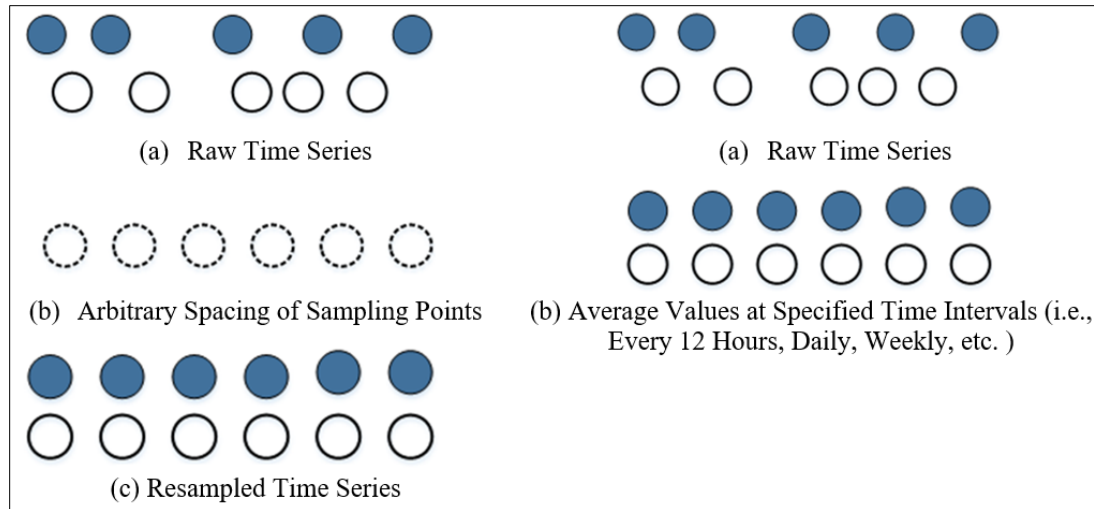 (a) Raw Time Series
(b) Arbitrary Spacing of Sampling Points
(c) Resampled Time Series
(a) Raw Time Series
(b) Average Values at Specified Time Intervals (i.e.,
Every 12 Hours, Daily, Weekly, etc. )